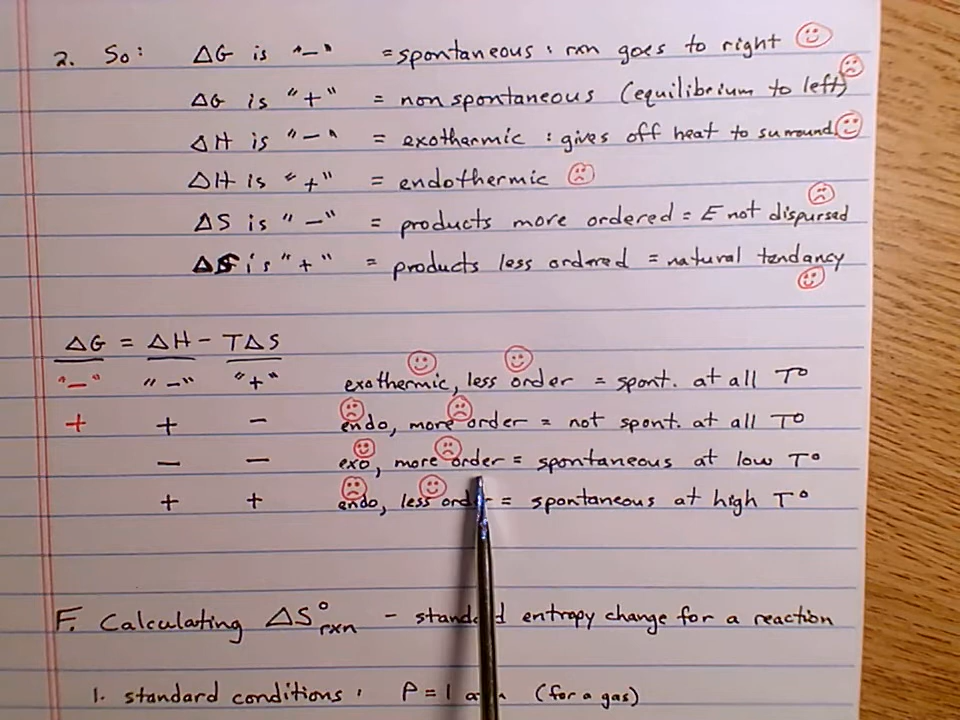 2. So: ΔG is "–" = spontaneous : rxn goes to right
ΔG is "+" = nonspontaneous (equilibrium to left)
ΔH is "–" = exothermic : gives off heat to surround.
ΔH is "+" = endothermic
ΔS is "–" = products more ordered = E not dispursed
ΔS is "+" = products less ordered = natural tendancy
ΔG = ΔH – TΔS
"–" "–" "+" exothermic, less order = spont. at all T°
+ + – endo, more order = not spont. at all T°
– – exo, more order = spontaneous at low T°
+ + endo, less order = spontaneous at high T°
F. Calculating ΔS°rxn – standard entropy change for a reaction
1. standard conditions : P = 1 (for a gas)